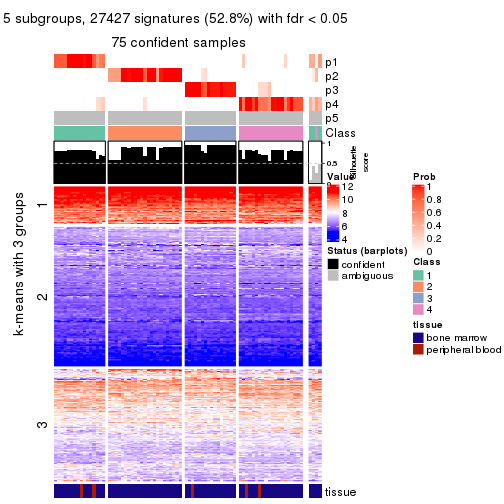 5 subgroups, 27427 signatures (52.8%) with fdr < 0.05
75 confident samples
p1
p2
p3
p4
p5
Class
1
0.5
0
Silhouette
score
k-means with 3 groups
1
2
3
tissue
Value
12
10
8
6
4
Status (barplots)
confident
ambiguous
Prob
1
0.8
0.6
0.4
0.2
0
Class
1
2
3
4
tissue
bone marrow
peripheral blood